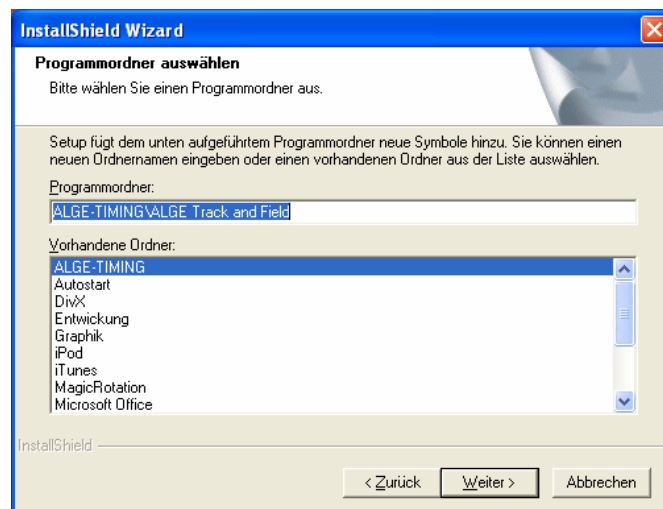 InstallShield Wizard
Programmordner auswählen
Bitte wählen Sie einen Programmordner aus.
Setup fügt dem unten aufgeführtem Programmordner neue Symbole hinzu. Sie können einen
neuen Ordnernamen eingeben oder einen vorhandenen Ordner aus der Liste auswählen.
Programmordner:
ALGE-TIMING\ALGE Track and Field
Vorhandene Ordner:
ALGE-TIMING
Autostart
DivX
Entwickung
Graphik
iPod
iTunes
MagicRotation
Microsoft Office
InstallShield
< Zurück Weiter > Abbrechen